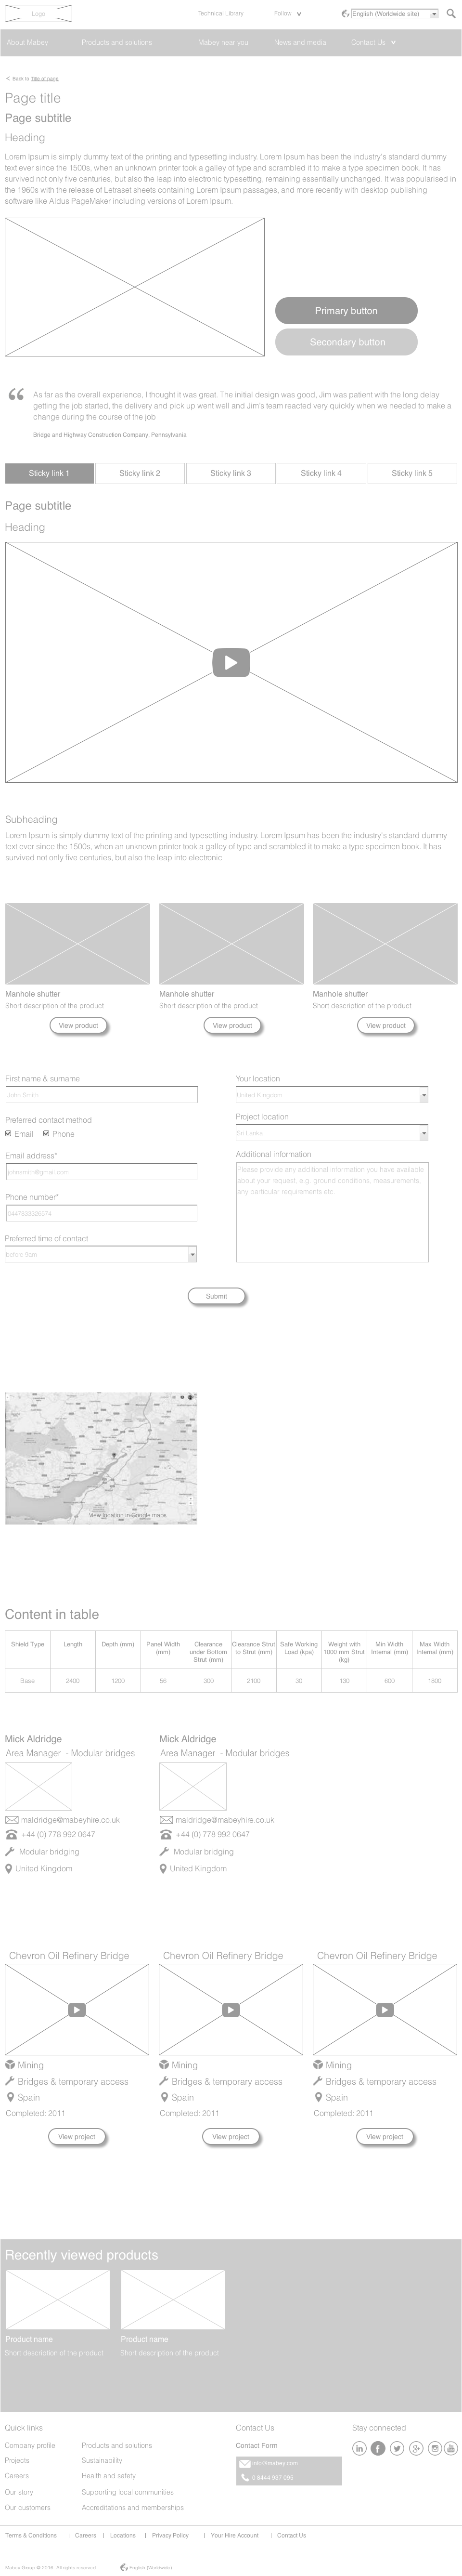 Logo
Technical Library Follow English (Worldwide site)
About Mabey Products and solutions Mabey near you News and media Contact Us
< Back to Title of page
Page title
Page subtitle
Heading
Lorem Ipsum is simply dummy text of the printing and typesetting industry. Lorem Ipsum has been the industry's standard dummy
text ever since the 1500s, when an unknown printer took a galley of type and scrambled it to make a type specimen book. It has
survived not only five centuries, but also the leap into electronic typesetting, remaining essentially unchanged. It was popularised in
the 1960s with the release of Letraset sheets containing Lorem Ipsum passages, and more recently with desktop publishing
software like Aldus PageMaker including versions of Lorem Ipsum.
Primary button
Secondary button
As far as the overall experience, I thought it was great. The initial design was good, Jim was patient with the long delay
getting the job started, the delivery and pick up went well and Jim's team reacted very quickly when we needed to make a
change during the course of the job
Bridge and Highway Construction Company, Pennsylvania
Sticky link 1 Sticky link 2 Sticky link 3 Sticky link 4 Sticky link 5
Page subtitle
Heading
Subheading
Lorem Ipsum is simply dummy text of the printing and typesetting industry. Lorem Ipsum has been the industry's standard dummy
text ever since the 1500s, when an unknown printer took a galley of type and scrambled it to make a type specimen book. It has
survived not only five centuries, but also the leap into electronic
Manhole shutter Manhole shutter Manhole shutter
Short description of the product Short description of the product Short description of the product
View product View product View product
First name & surname Your location
John Smith United Kingdom
Preferred contact method Project location
Email Phone Sri Lanka
Email address* Additional information
johnsmith@gmail.com Please provide any additional information you have available
about your request, e.g. ground conditions, measurements,
any particular requirements etc.
Phone number*
0447833326574
Preferred time of contact
before 9am
Submit
View location in Google maps
Content in table
Shield Type Length Depth (mm) Panel Width (mm) Clearance under Bottom Strut (mm) Clearance Strut to Strut (mm) Safe Working Load (kpa) Weight with 1000 mm Strut (kg) Min Width Internal (mm) Max Width Internal (mm)
Base 2400 1200 56 300 2100 30 130 600 1800
Mick Aldridge Mick Aldridge
Area Manager - Modular bridges Area Manager - Modular bridges
maldridge@mabeyhire.co.uk maldridge@mabeyhire.co.uk
+44 (0) 778 992 0647 +44 (0) 778 992 0647
Modular bridging Modular bridging
United Kingdom United Kingdom
Chevron Oil Refinery Bridge Chevron Oil Refinery Bridge Chevron Oil Refinery Bridge
Mining Mining Mining
Bridges & temporary access Bridges & temporary access Bridges & temporary access
Spain Spain Spain
Completed: 2011 Completed: 2011 Completed: 2011
View project View project View project
Recently viewed products
Product name Product name
Short description of the product Short description of the product
Quick links Contact Us Stay connected
Company profile Products and solutions Contact Form
Projects Sustainability info@mabey.com
Careers Health and safety
Our story Supporting local communities
Our customers Accreditations and memberships
Terms & Conditions | Careers | Locations | Privacy Policy | Your Hire Account | Contact Us
Mabey Group © 2016. All rights reserved. English (Worldwide)